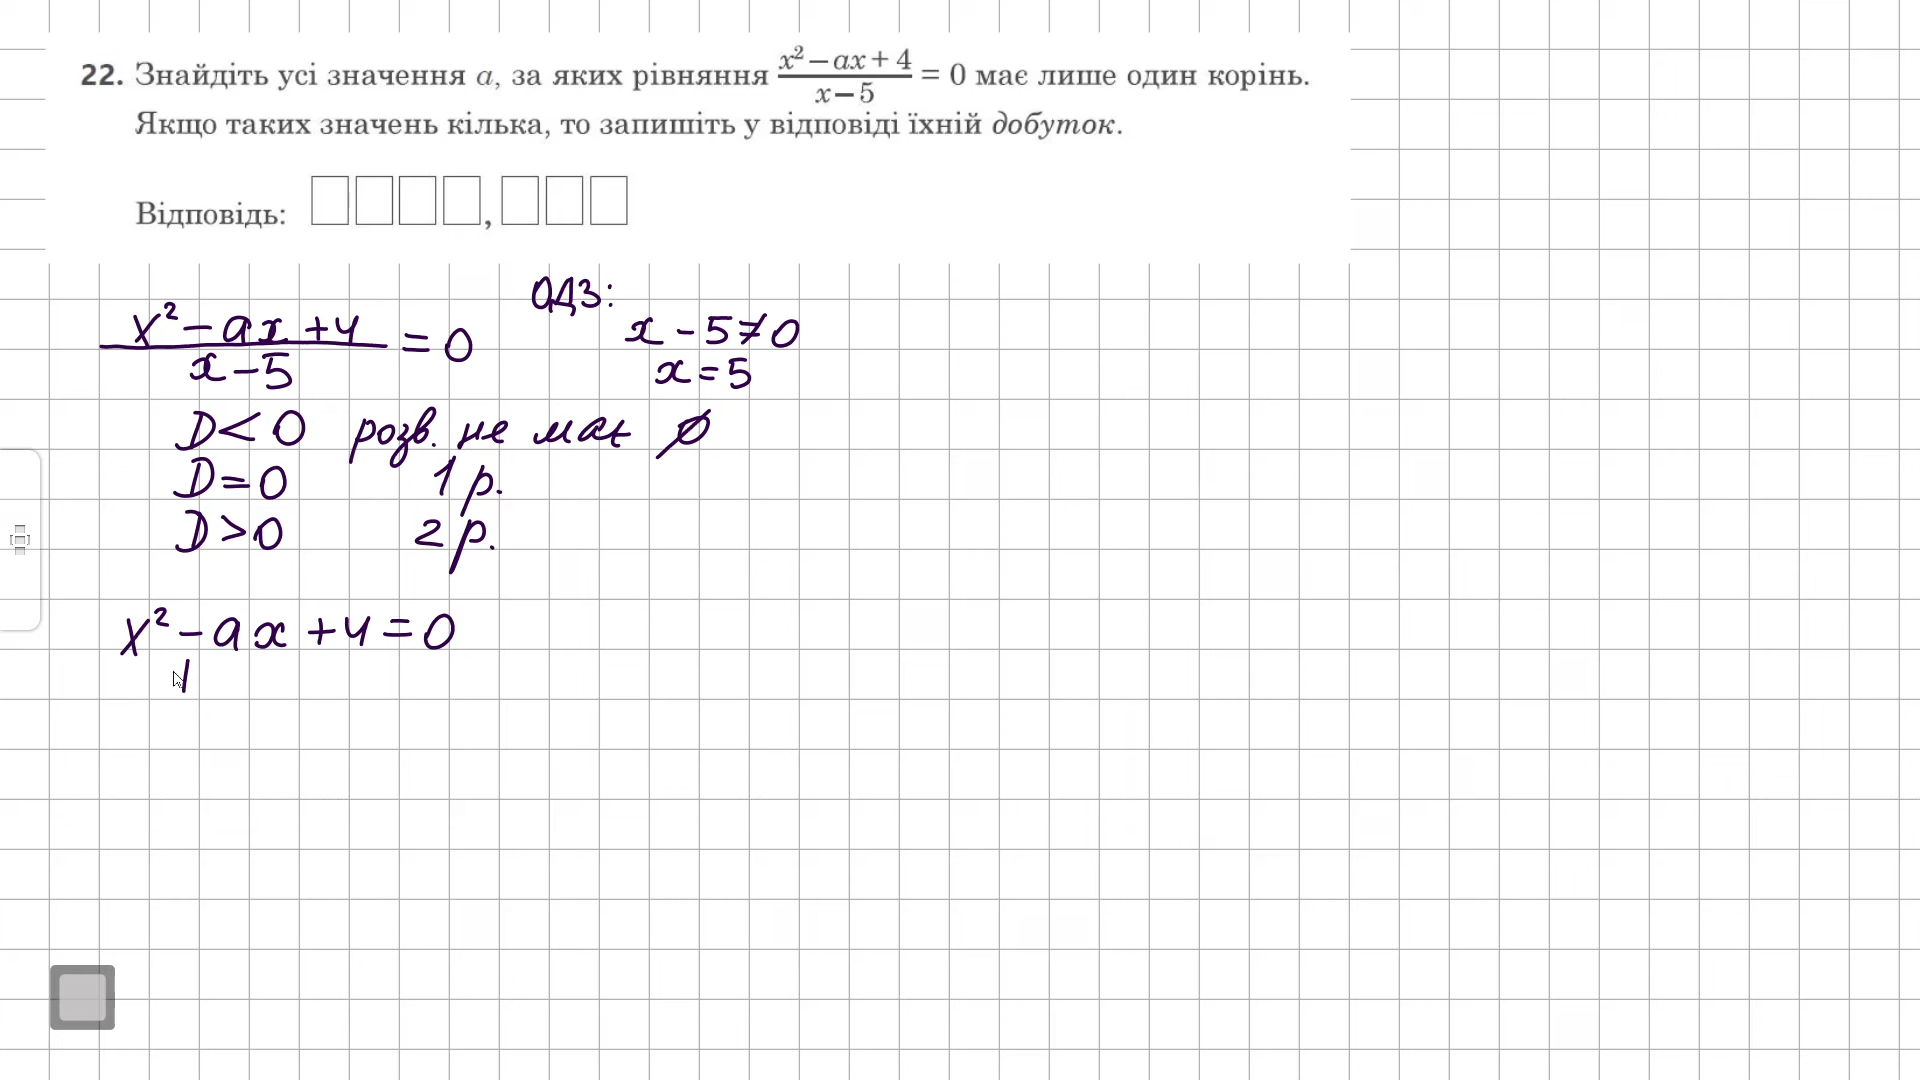 22. Знайдіть усі значення a, за яких рівняння (x² – ax + 4)/(x – 5) = 0 має лише один корінь.
Якщо таких значень кілька, то запишіть у відповіді їхній добуток.
Відповідь: ,
(x² – ax + 4)/(x – 5) = 0
ОДЗ:
x – 5 ≠ 0
x = 5
D < 0 розв. не має ∅
D = 0 1 р.
D > 0 2 р.
x² – ax + 4 = 0